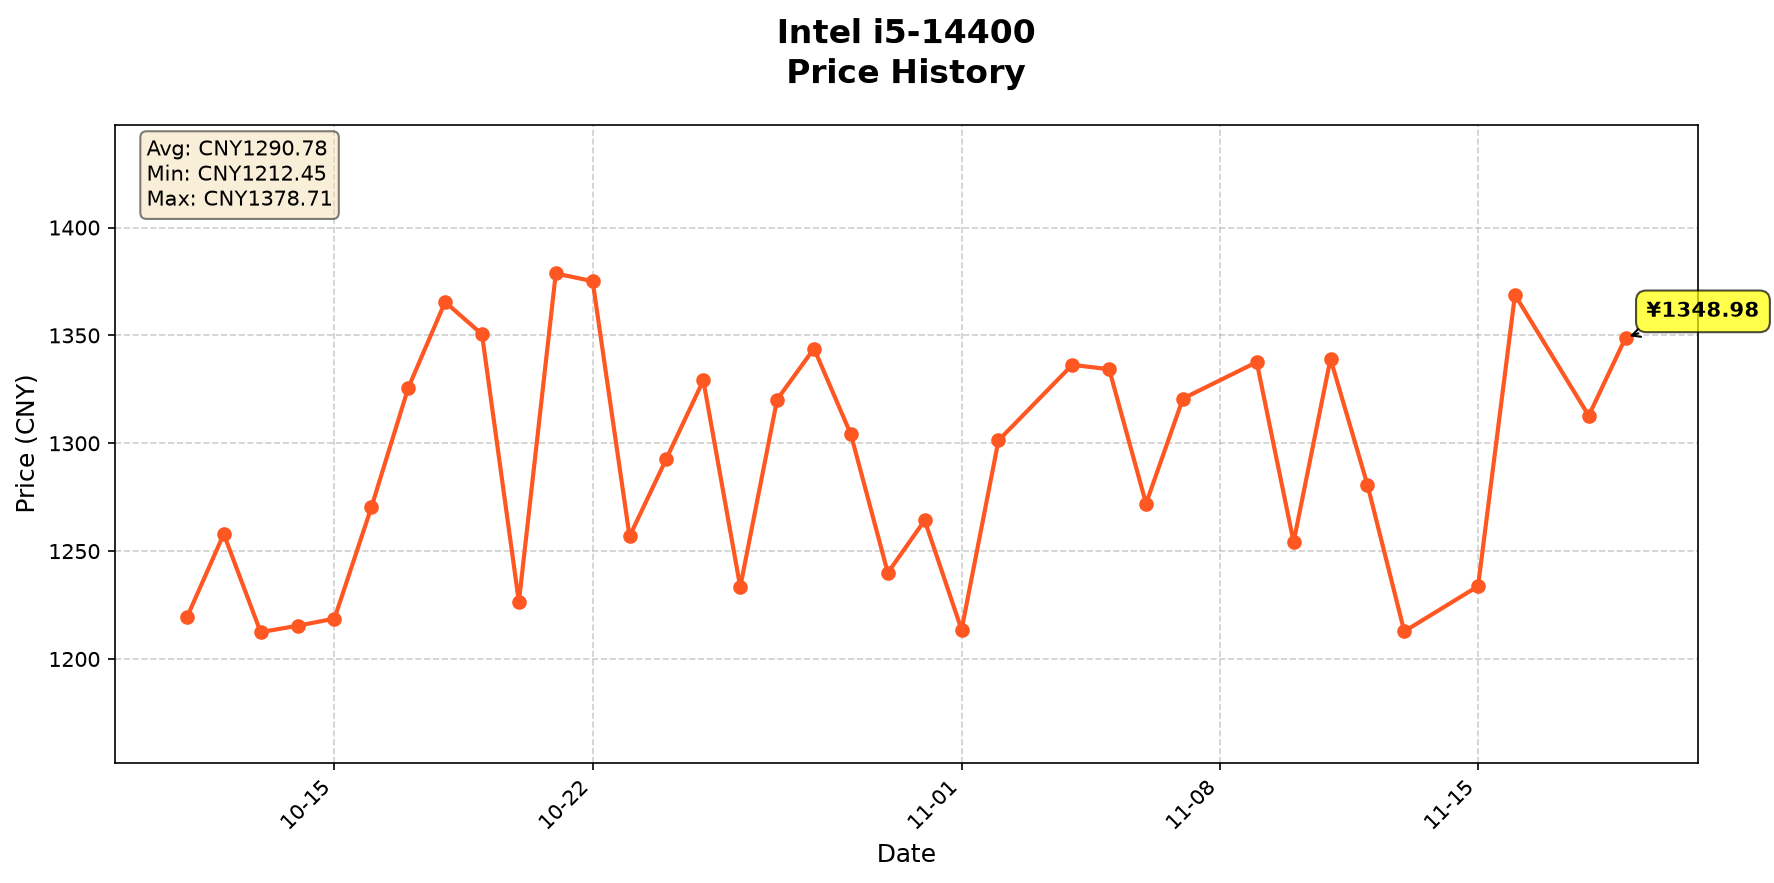 Intel i5-14400
Price History
Avg: CNY1290.78
Min: CNY1212.45
Max: CNY1378.71
¥1348.98
Price (CNY)
1400
1350
1300
1250
1200
10-15
10-22
11-01
11-08
11-15
Date